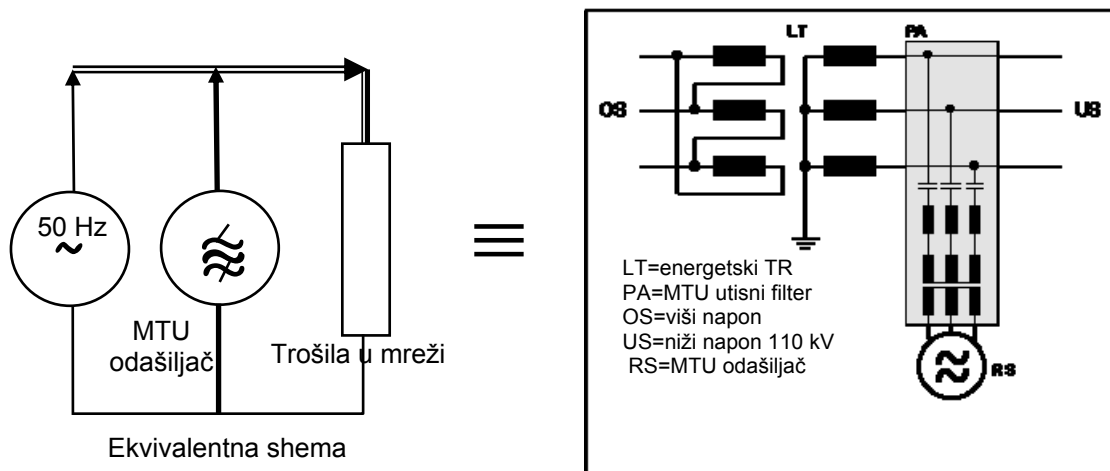 50 Hz
~
MTU
odašiljač
Trošila u mreži
Ekvivalentna shema
≡
LT
PA
OS
US
LT=energetski TR
PA=MTU utisni filter
OS=viši napon
US=niži napon 110 kV
RS=MTU odašiljač
RS